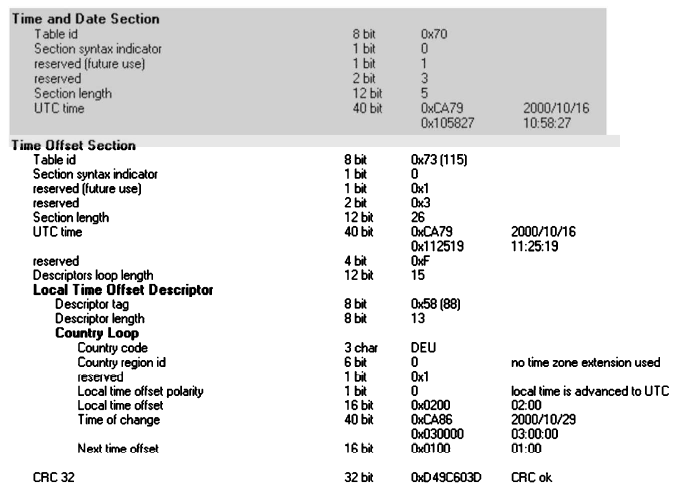 Time and Date Section
Table id 8 bit 0x70
Section syntax indicator 1 bit 0
reserved (future use) 1 bit 1
reserved 2 bit 3
Section length 12 bit 5
UTC time 40 bit 0xCA79 2000/10/16
0x105827 10:58:27
Time Offset Section
Table id 8 bit 0x73 (115)
Section syntax indicator 1 bit 0
reserved (future use) 1 bit 0x1
reserved 2 bit 0x3
Section length 12 bit 26
UTC time 40 bit 0xCA79 2000/10/16
0x112519 11:25:19
reserved 4 bit 0xF
Descriptors loop length 12 bit 15
Local Time Offset Descriptor
Descriptor tag 8 bit 0x58 (88)
Descriptor length 8 bit 13
Country Loop
Country code 3 char DEU
Country region id 6 bit 0 no time zone extension used
reserved 1 bit 0x1
Local time offset polarity 1 bit 0 local time is advanced to UTC
Local time offset 16 bit 0x0200 02:00
Time of change 40 bit 0xCA86 2000/10/29
0x030000 03:00:00
Next time offset 16 bit 0x0100 01:00
CRC 32 32 bit 0xD49C603D CRC ok